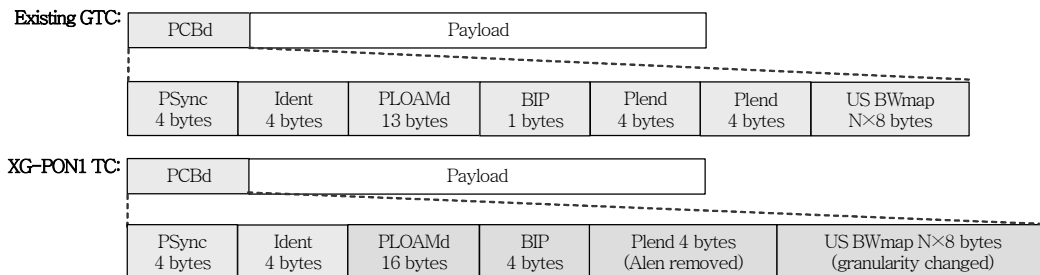 Existing GTC:
PCBd
Payload
PSync
4 bytes
Ident
4 bytes
PLOAMd
13 bytes
BIP
1 bytes
Plend
4 bytes
Plend
4 bytes
US BWmap
N×8 bytes
XG-PON1 TC:
PCBd
Payload
PSync
4 bytes
Ident
4 bytes
PLOAMd
16 bytes
BIP
4 bytes
Plend 4 bytes
(Alen removed)
US BWmap N×8 bytes
(granularity changed)